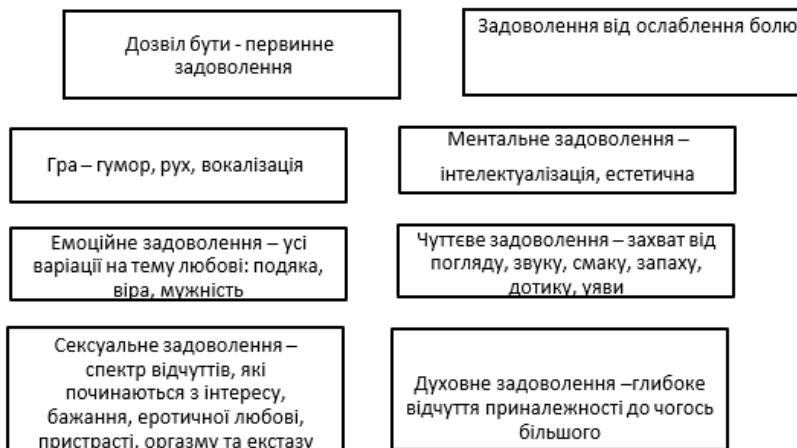 Дозвіл бути - первинне
задоволення
Задоволення від ослаблення болю
Гра – гумор, рух, вокалізація
Ментальне задоволення –
інтелектуалізація, естетична
Емоційне задоволення – усі
варіації на тему любові: подяка,
віра, мужність
Чуттєве задоволення – захват від
погляду, звуку, смаку, запаху,
дотику, уяви
Сексуальне задоволення –
спектр відчуттів, які
починаються з інтересу,
бажання, еротичної любові,
пристрасті, оргазму та екстазу
Духовне задоволення –глибоке
відчуття приналежності до чогось
більшого